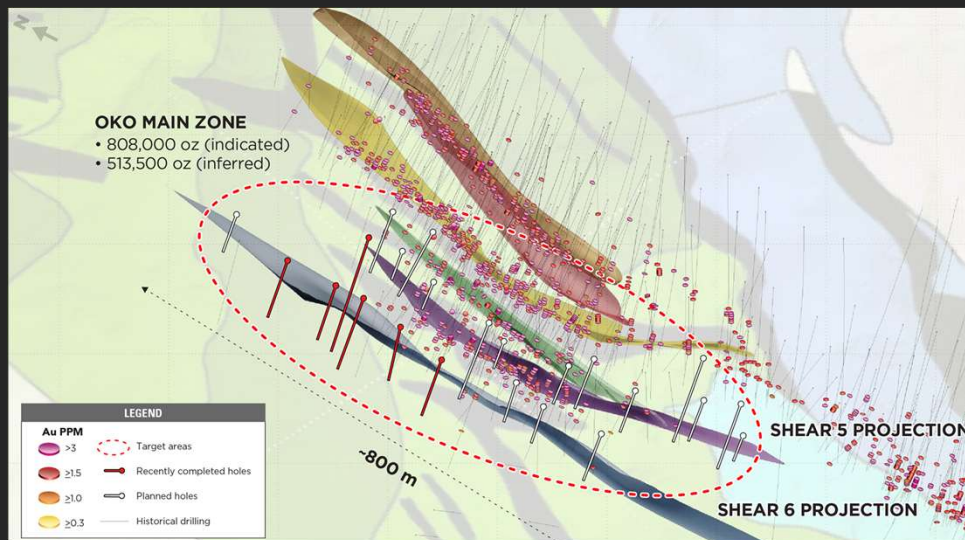 N
OKO MAIN ZONE
• 808,000 oz (indicated)
• 513,500 oz (inferred)
~800 m
SHEAR 5 PROJECTION
SHEAR 6 PROJECTION
LEGEND
Au PPM
>3
≥1.5
≥1.0
≥0.3
Target areas
Recently completed holes
Planned holes
Historical drilling